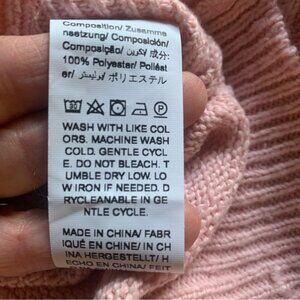 Composition/ Zusamme
nsetzung/ Composición/
Composição/ تكوين/ 成分:
100% Polyester/ Poliést
er/ بوليستر/ ポリエステル
WASH WITH LIKE COL
ORS. MACHINE WASH
COLD. GENTLE CYCL
E. DO NOT BLEACH. T
UMBLE DRY LOW. LO
W IRON IF NEEDED. D
RYCLEANABLE IN GE
NTLE CYCLE.
MADE IN CHINA/ FABR
IQUÉ EN CHINE/ IN CH
INA HERGESTELLT/ H
ECHO EN CHINA/ FEIT